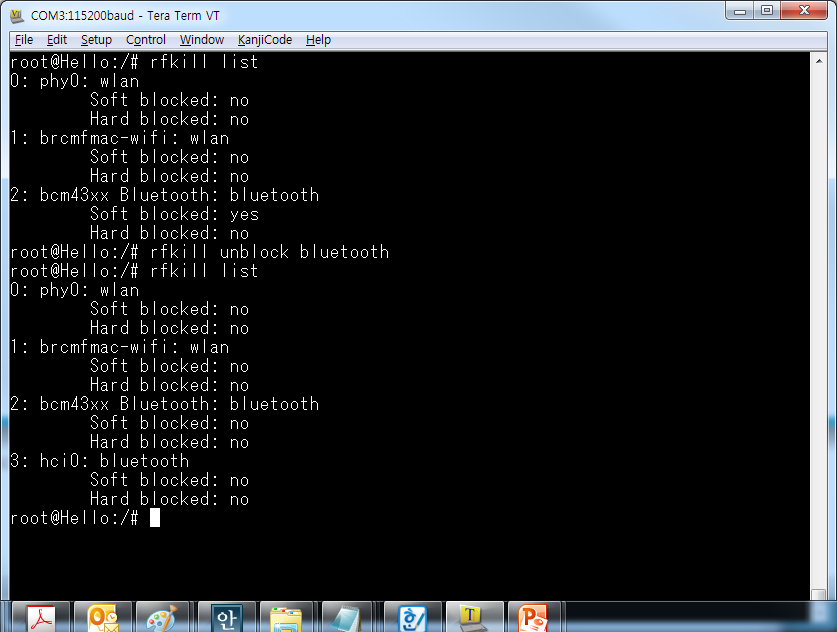 COM3:115200baud - Tera Term VT
File Edit Setup Control Window KanjiCode Help
root@Hello:/# rfkill list
0: phy0: wlan
Soft blocked: no
Hard blocked: no
1: brcmfmac-wifi: wlan
Soft blocked: no
Hard blocked: no
2: bcm43xx Bluetooth: bluetooth
Soft blocked: yes
Hard blocked: no
root@Hello:/# rfkill unblock bluetooth
root@Hello:/# rfkill list
0: phy0: wlan
Soft blocked: no
Hard blocked: no
1: brcmfmac-wifi: wlan
Soft blocked: no
Hard blocked: no
2: bcm43xx Bluetooth: bluetooth
Soft blocked: no
Hard blocked: no
3: hci0: bluetooth
Soft blocked: no
Hard blocked: no
root@Hello:/#
한